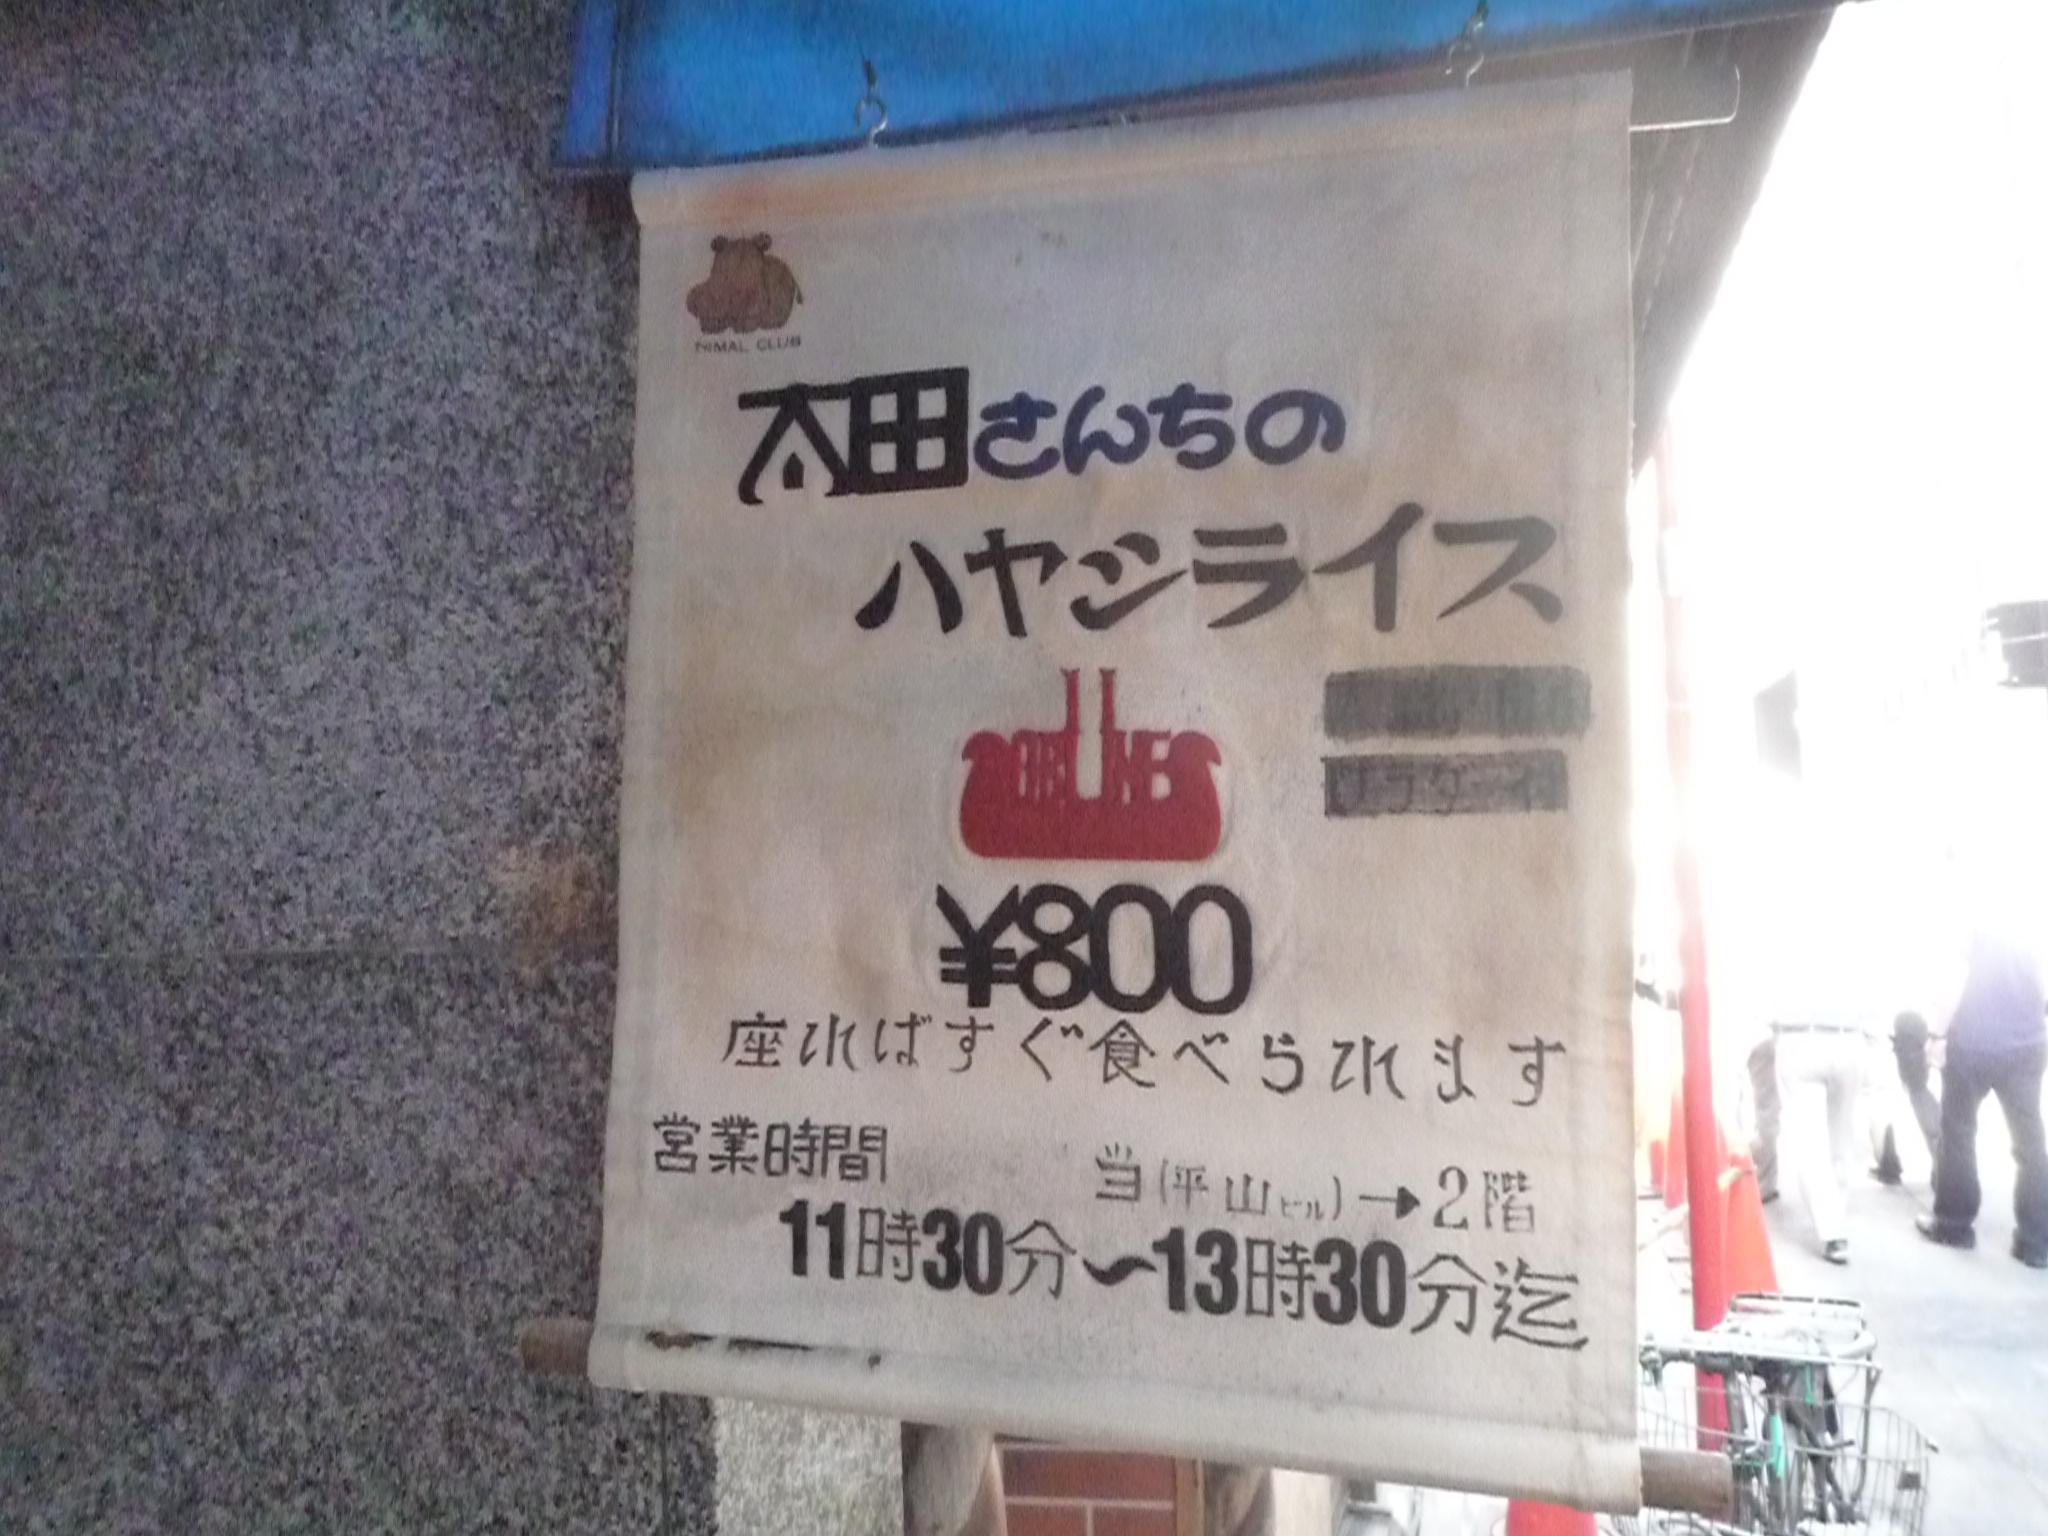 NIMAL CLUB
太田さんちの
ハヤシライス
¥800
座ればすぐ食べられます
営業時間
当(平山ビル)→2階
11時30分〜13時30分迄